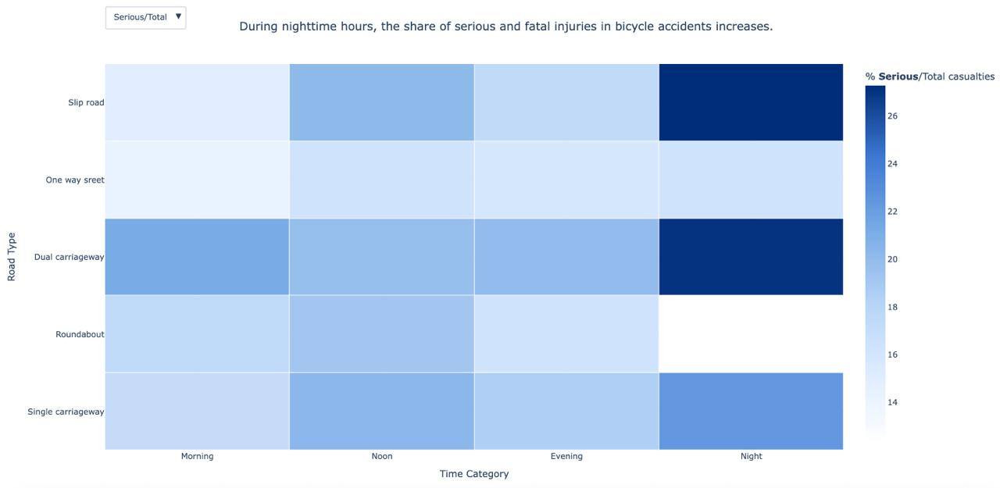 Serious/Total ▼
During nighttime hours, the share of serious and fatal injuries in bicycle accidents increases.
% Serious/Total casualties
26
24
22
20
18
16
14
Road Type
Slip road
One way sreet
Dual carriageway
Roundabout
Single carriageway
Morning
Noon
Evening
Night
Time Category